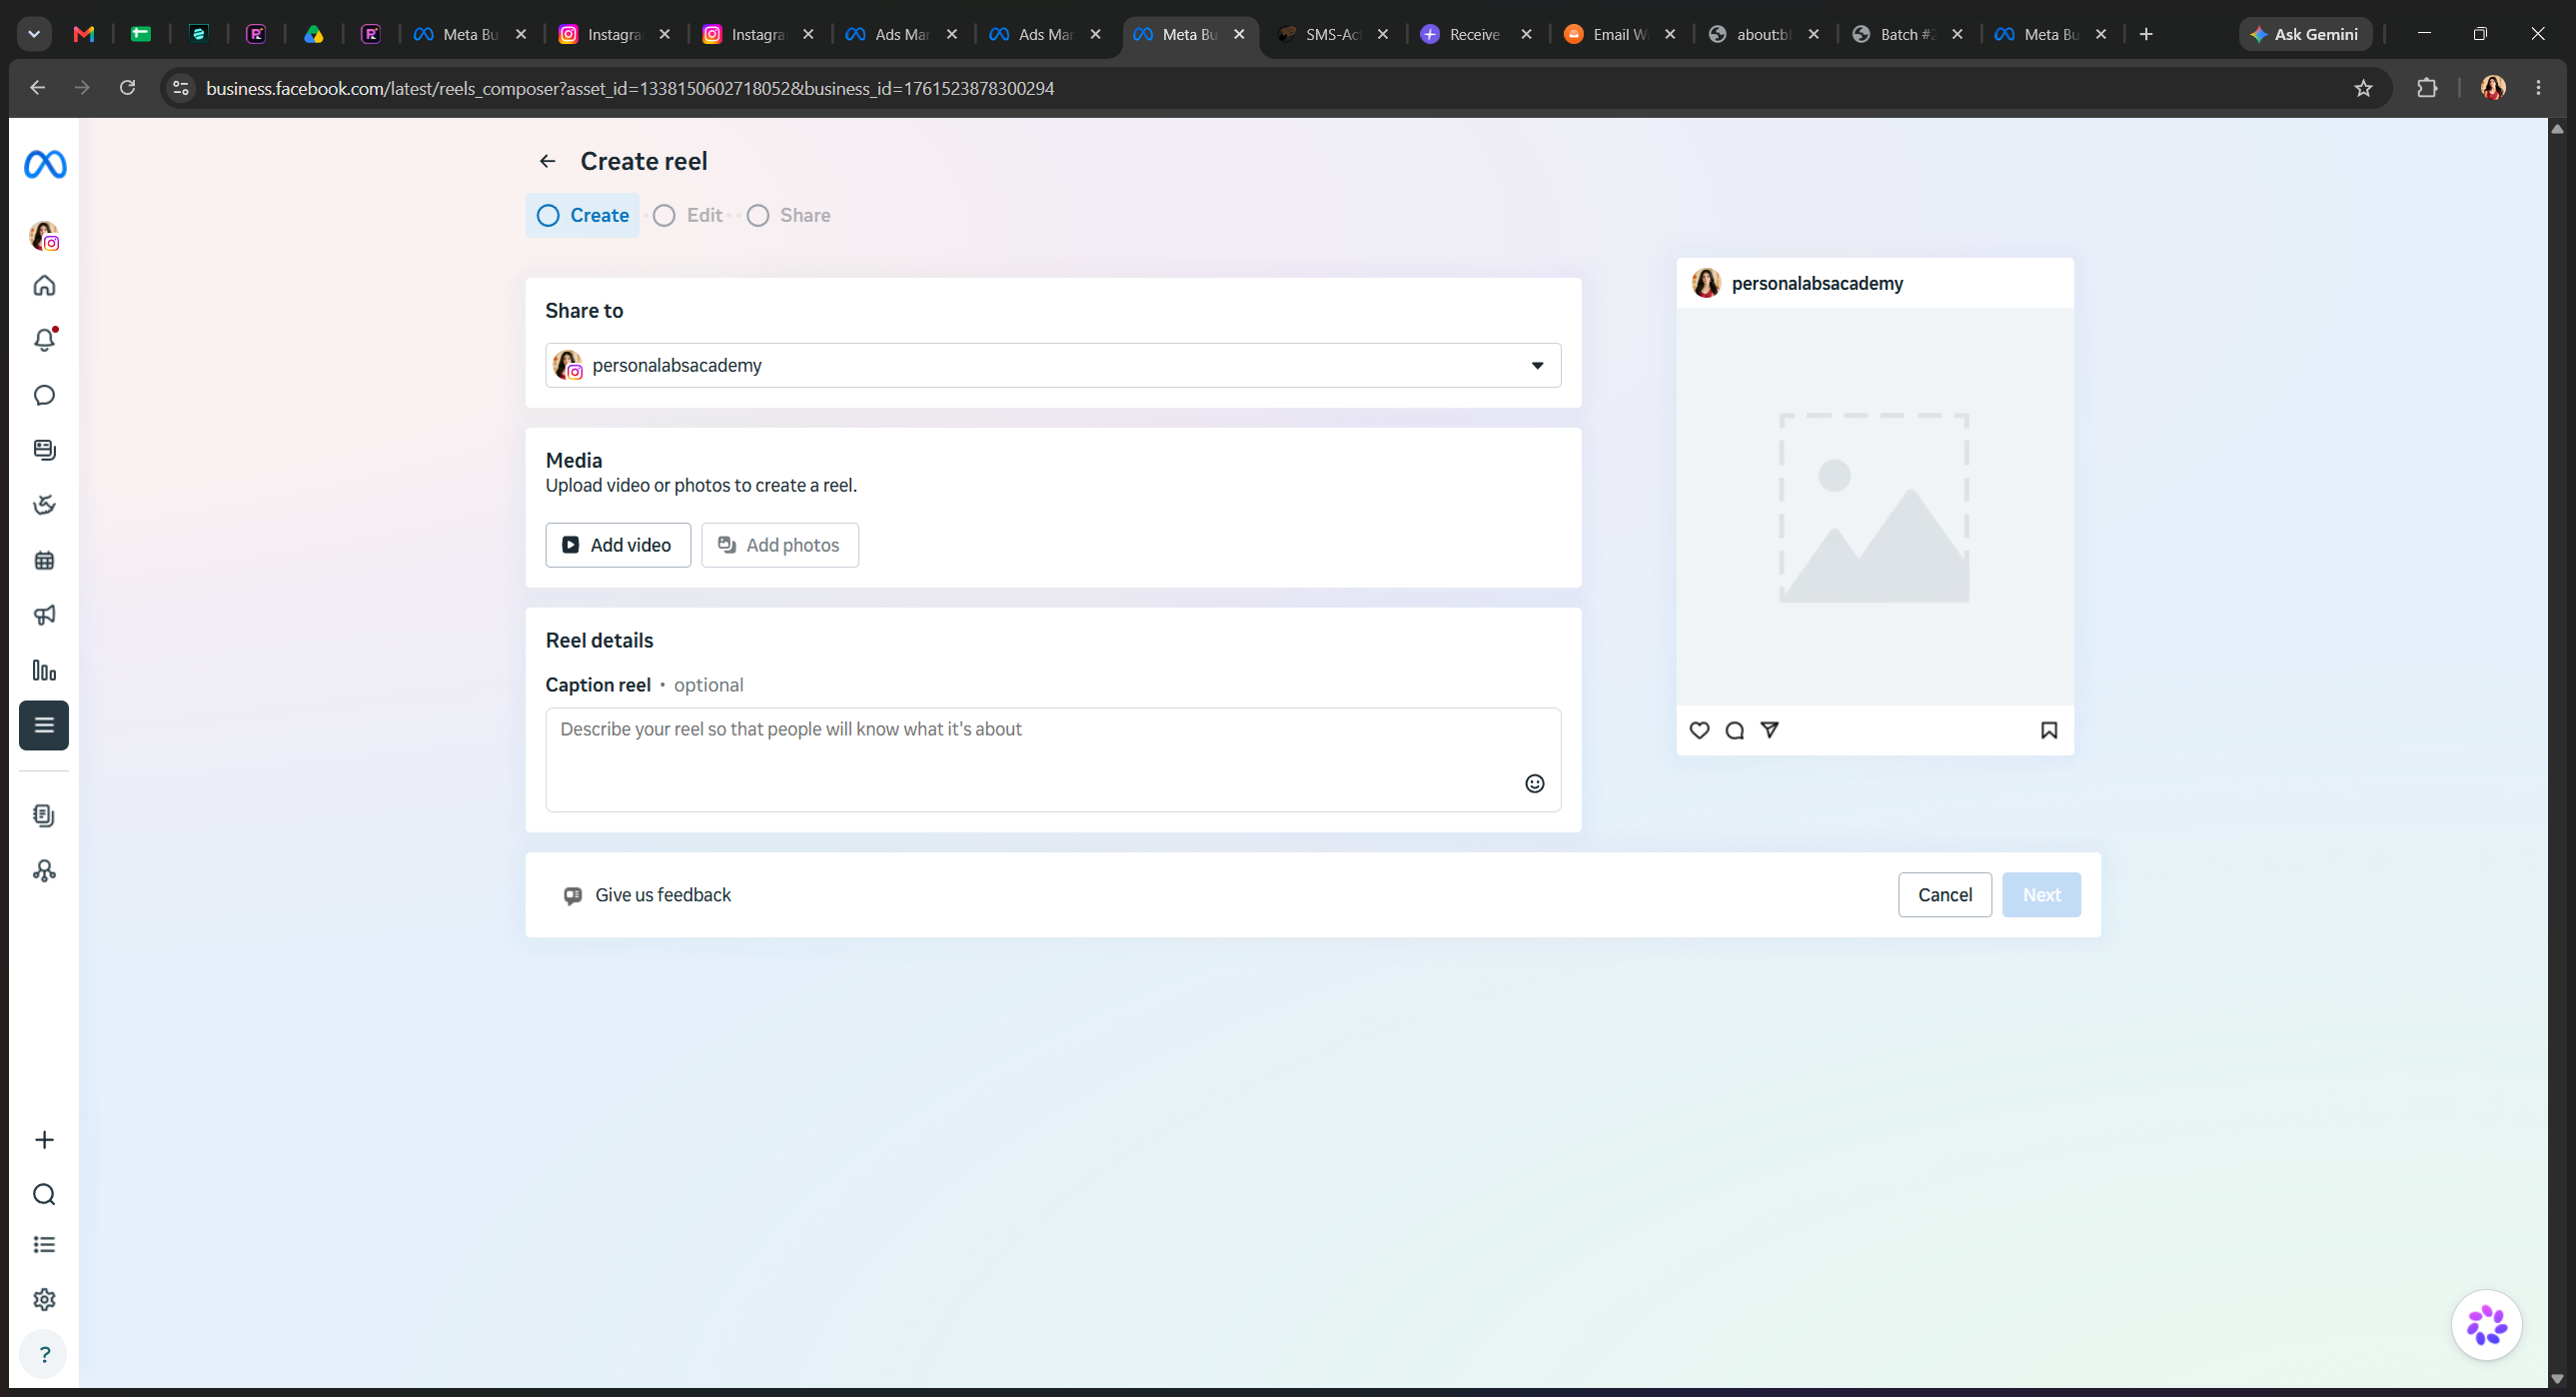 Meta Bu
Instagra
Instagra
Ads Mar
Ads Mar
Meta Bu
SMS-Act
Receive
Email W
about:bl
Batch #2
Meta Bu
Ask Gemini
business.facebook.com/latest/reels_composer?asset_id=1338150602718052&business_id=1761523878300294
Create reel
Create
Edit
Share
Share to
personalabsacademy
Media
Upload video or photos to create a reel.
Add video
Add photos
Reel details
Caption reel • optional
Describe your reel so that people will know what it's about
personalabsacademy
Give us feedback
Cancel
Next
?